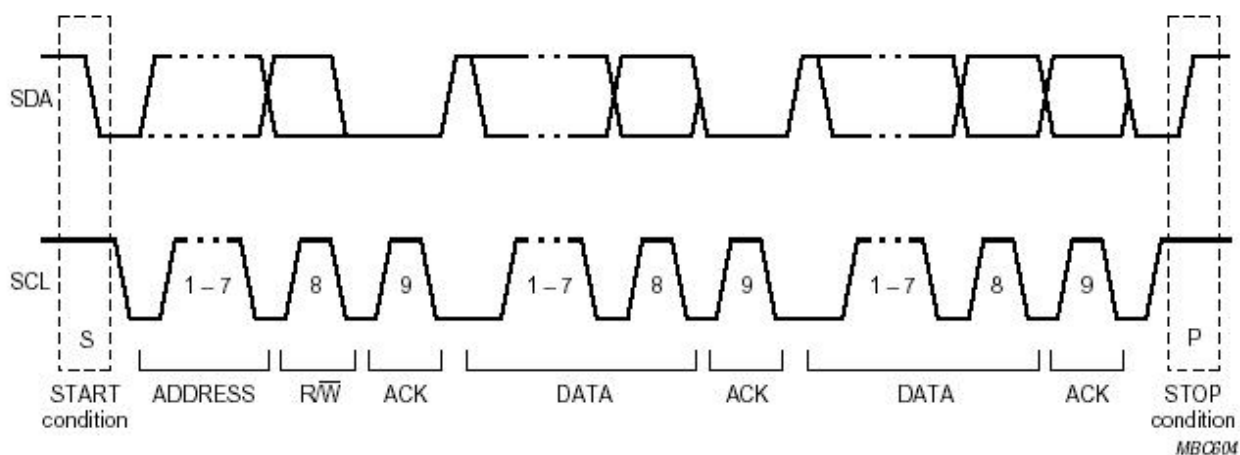 SDA
SCL
1 – 7 8 9 1 – 7 8 9 1 – 7 8 9
S P
START condition ADDRESS R/W̅ ACK DATA ACK DATA ACK STOP condition
MBC604